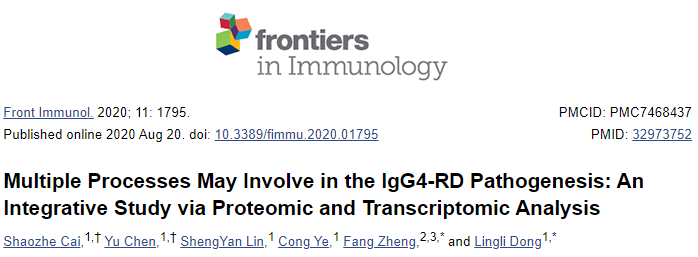 frontiers
in Immunology
Front Immunol. 2020; 11: 1795.
PMCID: PMC7468437
Published online 2020 Aug 20. doi: 10.3389/fimmu.2020.01795
PMID: 32973752
Multiple Processes May Involve in the IgG4-RD Pathogenesis: An
Integrative Study via Proteomic and Transcriptomic Analysis
Shaozhe Cai,1,† Yu Chen,1,† ShengYan Lin,1 Cong Ye,1 Fang Zheng,2,3,* and Lingli Dong1,*